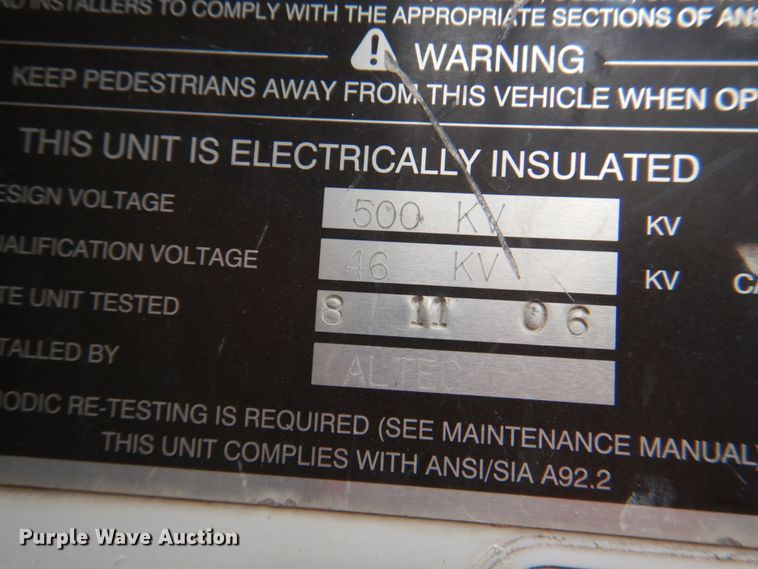 INSTALLERS TO COMPLY WITH THE APPROPRIATE SECTIONS OF ANS
WARNING
KEEP PEDESTRIANS AWAY FROM THIS VEHICLE WHEN OP
THIS UNIT IS ELECTRICALLY INSULATED
ESIGN VOLTAGE 500 KV KV
ALIFICATION VOLTAGE 46 KV KV CA
TE UNIT TESTED 8 11 06
TALLED BY ALTEC
ODIC RE-TESTING IS REQUIRED (SEE MAINTENANCE MANUAL)
THIS UNIT COMPLIES WITH ANSI/SIA A92.2
Purple Wave Auction